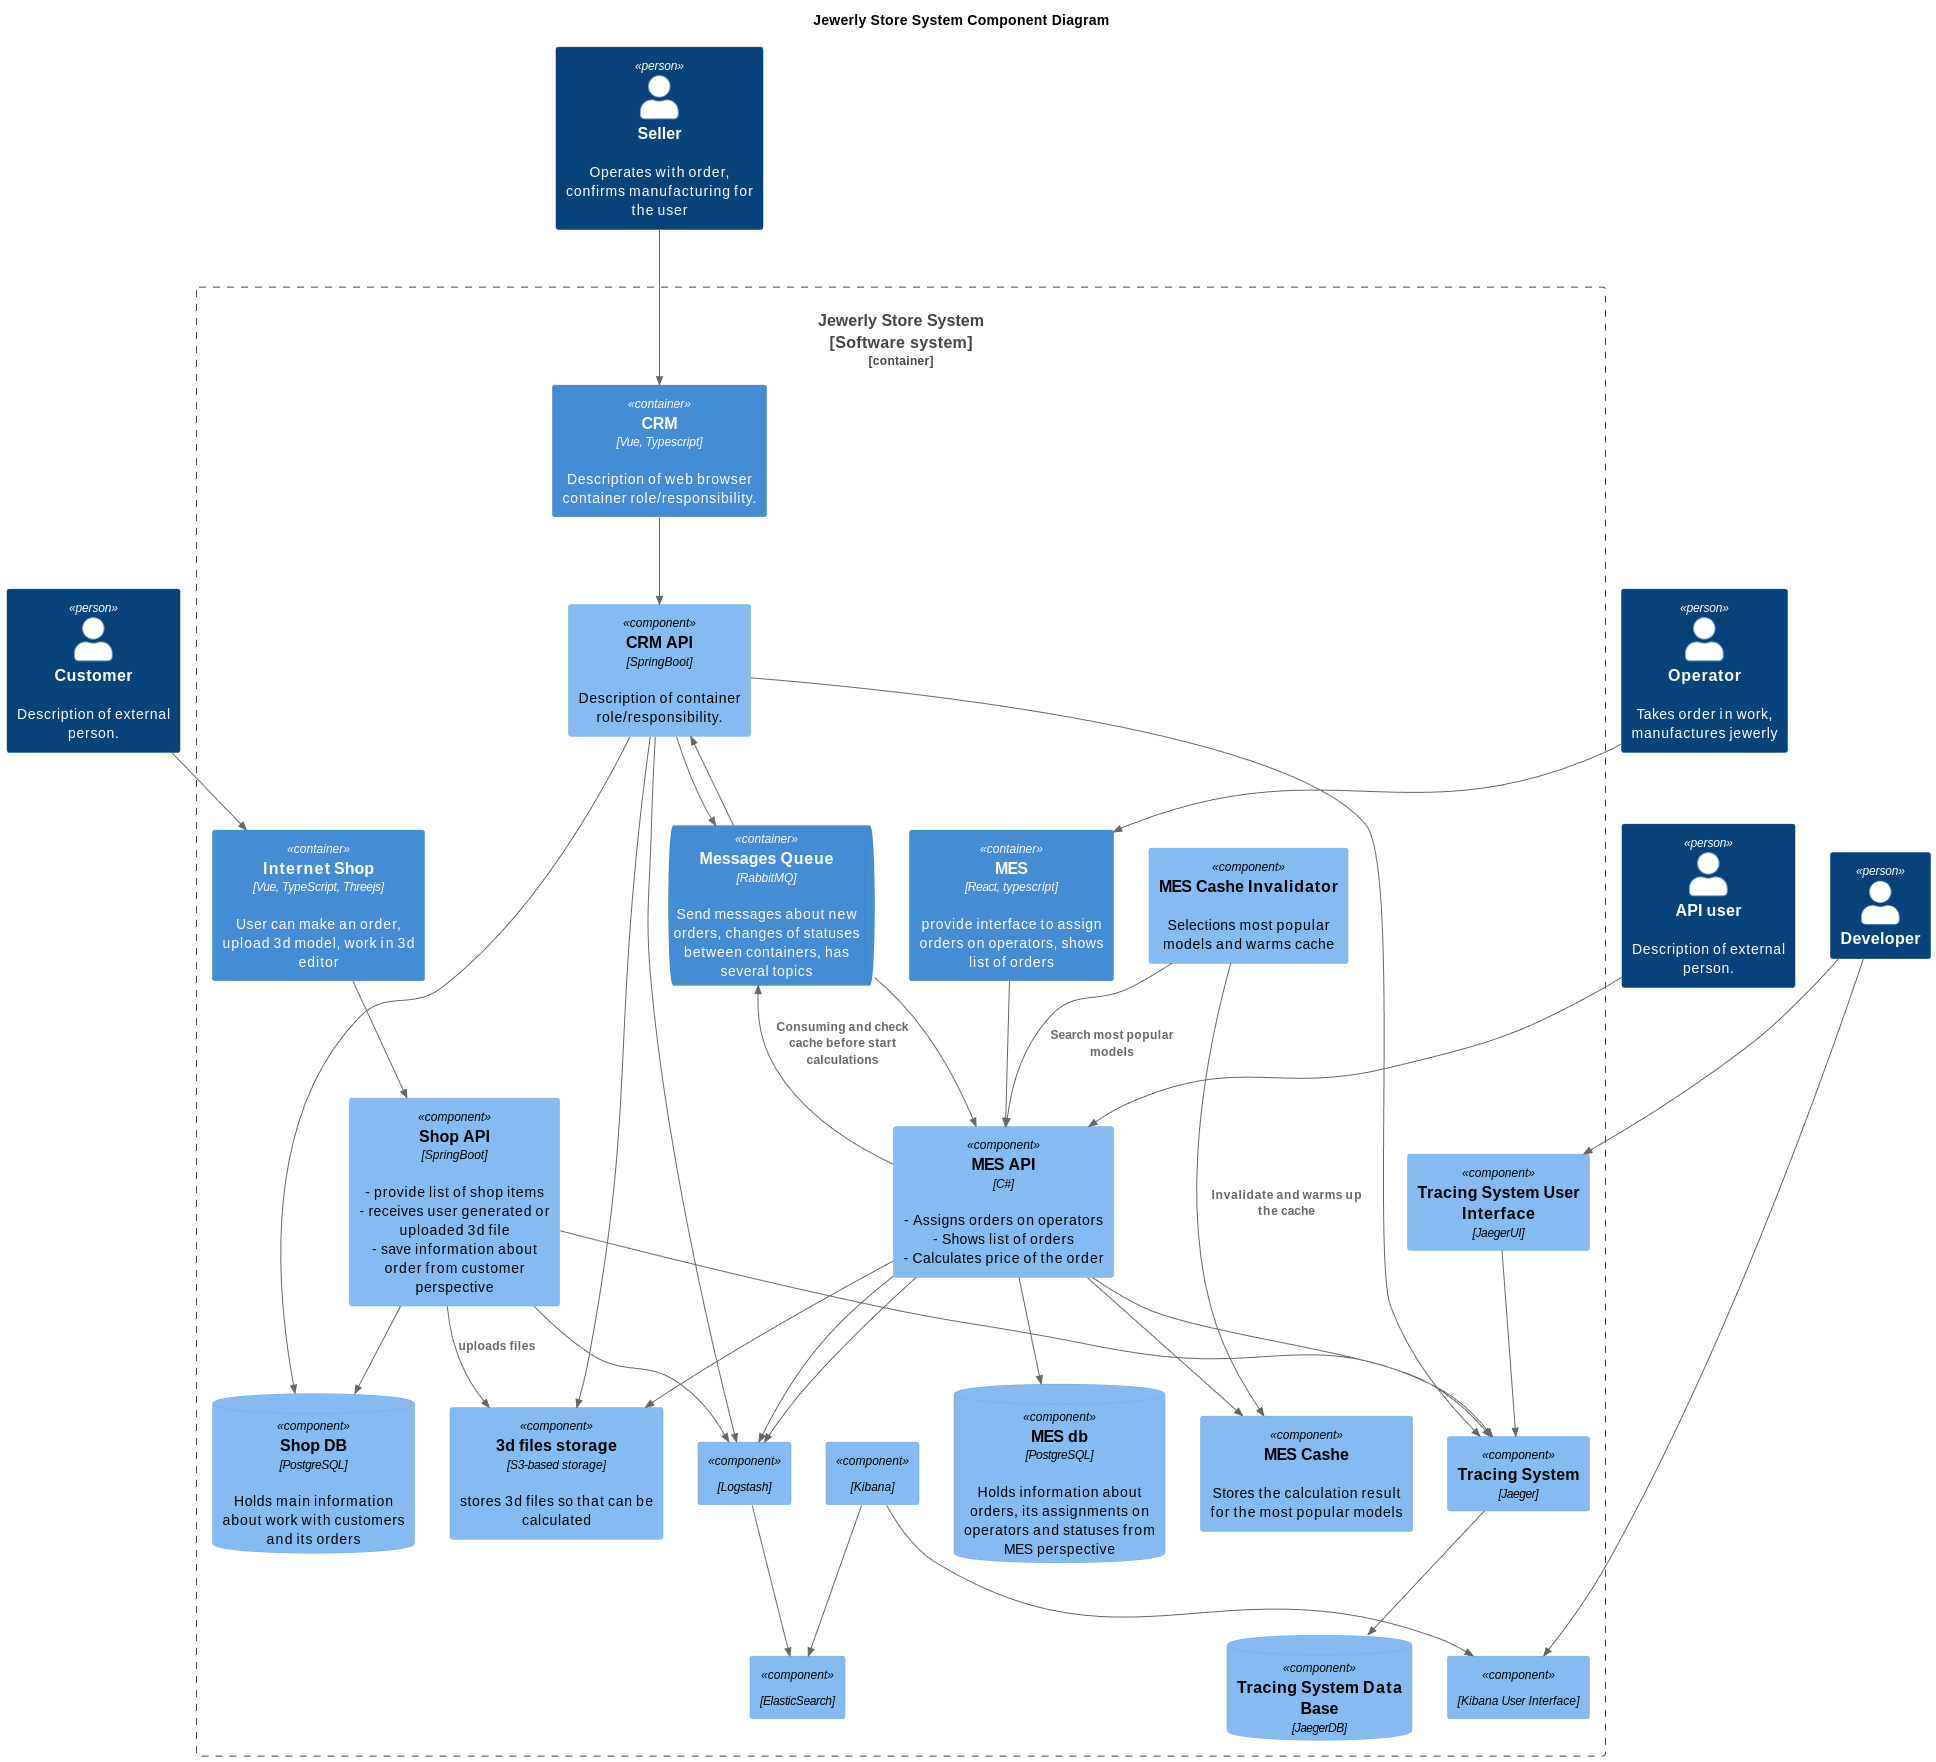 Jewerly Store System Component Diagram
«person»
Seller
Operates with order,
confirms manufacturing for
the user
Jewerly Store System
[Software system]
[container]
«container»
CRM
[Vue, Typescript]
Description of web browser
container role/responsibility.
«person»
Customer
Description of external
person.
«component»
CRM API
[SpringBoot]
Description of container
role/responsibility.
«person»
Operator
Takes order in work,
manufactures jewerly
«container»
Internet Shop
[Vue, TypeScript, Threejs]
User can make an order,
upload 3d model, work in 3d
editor
«container»
Messages Queue
[RabbitMQ]
Send messages about new
orders, changes of statuses
between containers, has
several topics
«container»
MES
[React, typescript]
provide interface to assign
orders on operators, shows
list of orders
«component»
MES Cashe Invalidator
Selections most popular
models and warms cache
«person»
API user
Description of external
person.
«person»
Developer
Consuming and check
cache before start
calculations
Search most popular
models
«component»
Shop API
[SpringBoot]
- provide list of shop items
- receives user generated or
uploaded 3d file
- save information about
order from customer
perspective
«component»
MES API
[C#]
- Assigns orders on operators
- Shows list of orders
- Calculates price of the order
Invalidate and warms up
the cache
«component»
Tracing System User
Interface
[JaegerUI]
uploads files
«component»
Shop DB
[PostgreSQL]
Holds main information
about work with customers
and its orders
«component»
3d files storage
[S3-based storage]
stores 3d files so that can be
calculated
«component»
[Logstash]
«component»
[Kibana]
«component»
MES db
[PostgreSQL]
Holds information about
orders, its assignments on
operators and statuses from
MES perspective
«component»
MES Cashe
Stores the calculation result
for the most popular models
«component»
Tracing System
[Jaeger]
«component»
[ElasticSearch]
«component»
Tracing System Data
Base
[JaegerDB]
«component»
[Kibana User Interface]